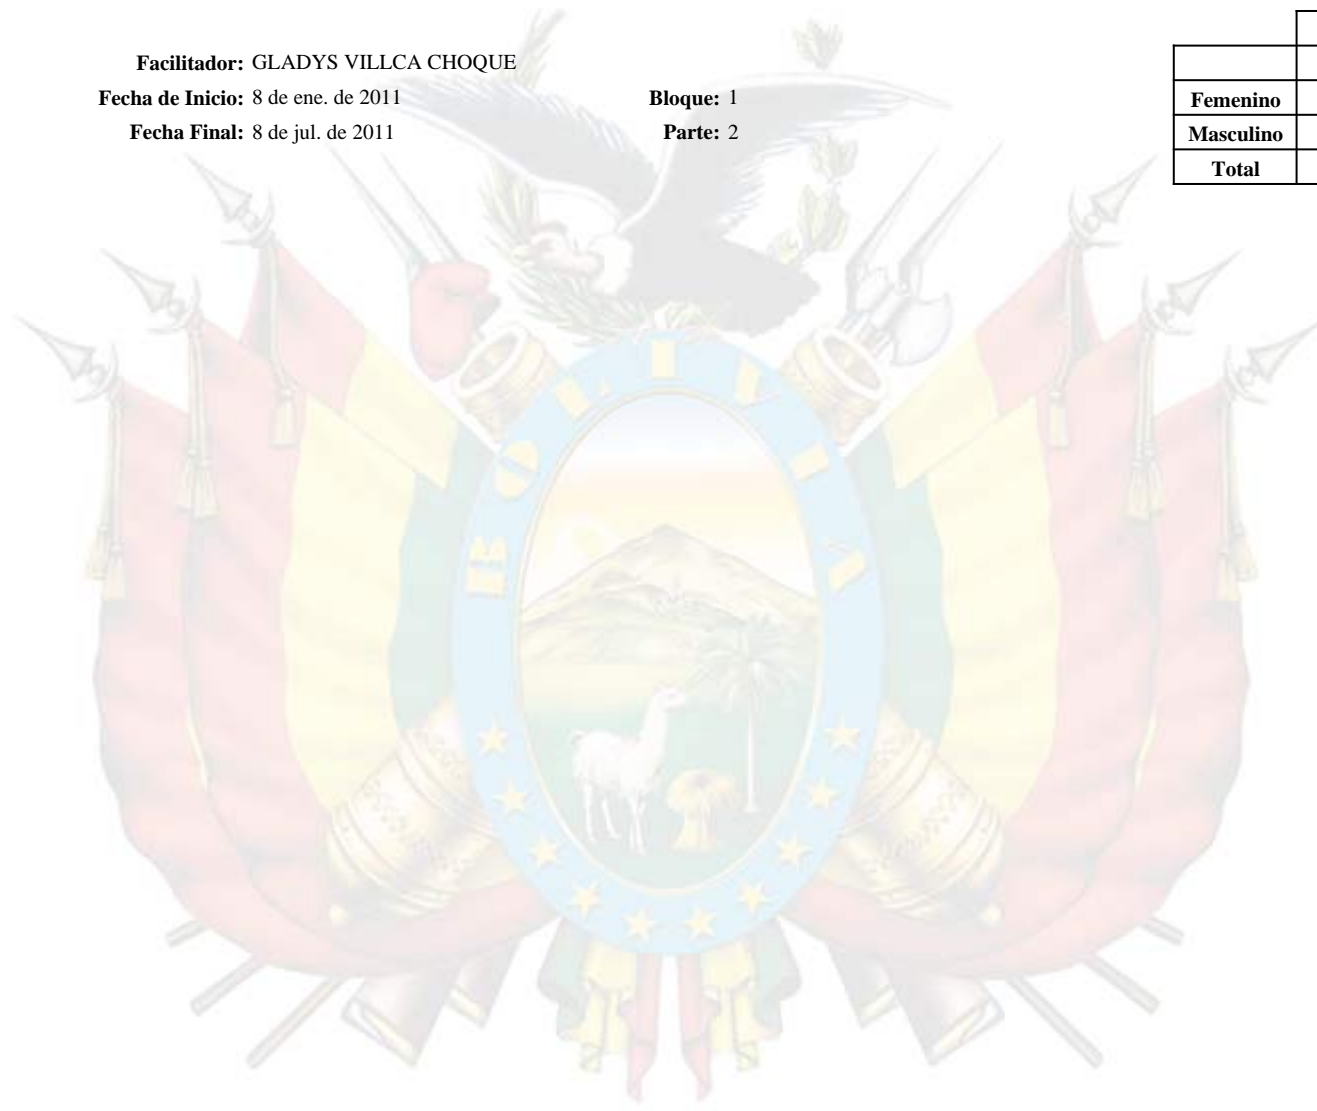 Facilitador: GLADYS VILLCA CHOQUE
Fecha de Inicio: 8 de ene. de 2011 Bloque: 1
Fecha Final: 8 de jul. de 2011 Parte: 2
Femenino
Masculino
Total
BOLIVIA